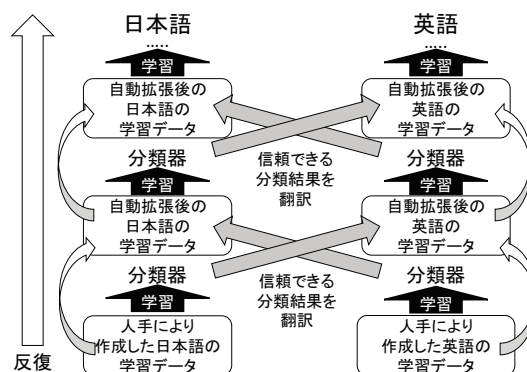 日本語
英語
.....
.....
学習
学習
自動拡張後の
日本語の
学習データ
自動拡張後の
英語の
学習データ
分類器
信頼できる
分類結果を
翻訳
分類器
学習
学習
自動拡張後の
日本語の
学習データ
自動拡張後の
英語の
学習データ
分類器
信頼できる
分類結果を
翻訳
分類器
学習
学習
人手により
作成した日本語の
学習データ
人手により
作成した英語の
学習データ
反復